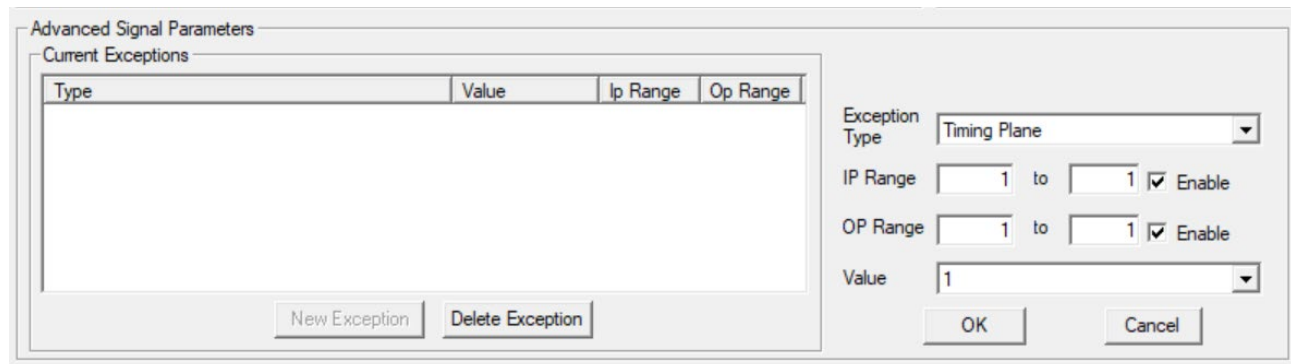 Advanced Signal Parameters
Current Exceptions
Type Value Ip Range Op Range
New Exception Delete Exception
Exception
Type Timing Plane
IP Range 1 to 1 Enable
OP Range 1 to 1 Enable
Value 1
OK Cancel